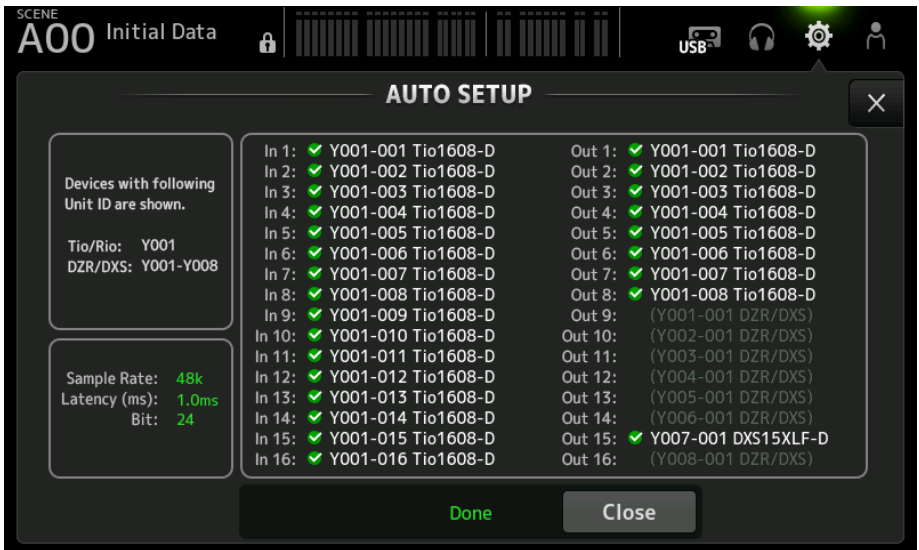 SCENE
A00 Initial Data
USB
AUTO SETUP
Devices with following
Unit ID are shown.
Tio/Rio: Y001
DZR/DXS: Y001-Y008
Sample Rate: 48k
Latency (ms): 1.0ms
Bit: 24
In 1: Y001-001 Tio1608-D
In 2: Y001-002 Tio1608-D
In 3: Y001-003 Tio1608-D
In 4: Y001-004 Tio1608-D
In 5: Y001-005 Tio1608-D
In 6: Y001-006 Tio1608-D
In 7: Y001-007 Tio1608-D
In 8: Y001-008 Tio1608-D
In 9: Y001-009 Tio1608-D
In 10: Y001-010 Tio1608-D
In 11: Y001-011 Tio1608-D
In 12: Y001-012 Tio1608-D
In 13: Y001-013 Tio1608-D
In 14: Y001-014 Tio1608-D
In 15: Y001-015 Tio1608-D
In 16: Y001-016 Tio1608-D
Out 1: Y001-001 Tio1608-D
Out 2: Y001-002 Tio1608-D
Out 3: Y001-003 Tio1608-D
Out 4: Y001-004 Tio1608-D
Out 5: Y001-005 Tio1608-D
Out 6: Y001-006 Tio1608-D
Out 7: Y001-007 Tio1608-D
Out 8: Y001-008 Tio1608-D
Out 9: (Y001-001 DZR/DXS)
Out 10: (Y002-001 DZR/DXS)
Out 11: (Y003-001 DZR/DXS)
Out 12: (Y004-001 DZR/DXS)
Out 13: (Y005-001 DZR/DXS)
Out 14: (Y006-001 DZR/DXS)
Out 15: Y007-001 DXS15XLF-D
Out 16: (Y008-001 DZR/DXS)
Done
Close